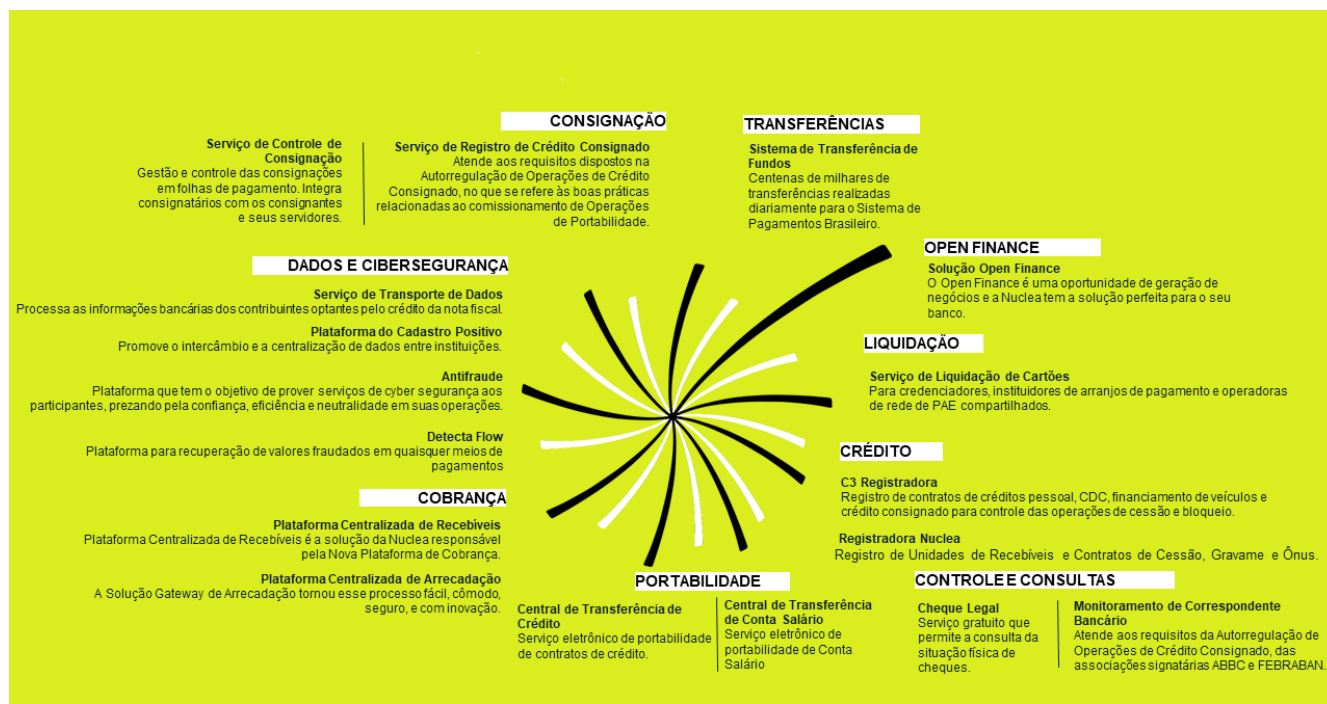 CONSIGNAÇÃO
Serviço de Controle de
Consignação
Gestão e controle das consignações
em folhas de pagamento. Integra
consignatários com os consignantes
e seus servidores.
Serviço de Registro de Crédito Consignado
Atende aos requisitos dispostos na
Autorregulação de Operações de Crédito
Consignado, no que se refere às boas práticas
relacionadas ao comissionamento de Operações
de Portabilidade.
TRANSFERÊNCIAS
Sistema de Transferência de
Fundos
Centenas de milhares de
transferências realizadas
diariamente para o Sistema de
Pagamentos Brasileiro.
OPEN FINANCE
Solução Open Finance
O Open Finance é uma oportunidade de geração de
negócios e a Nuclea tem a solução perfeita para o seu
banco.
DADOS E CIBERSEGURANÇA
Serviço de Transporte de Dados
Processa as informações bancárias dos contribuintes optantes pelo crédito da nota fiscal.
Plataforma do Cadastro Positivo
Promove o intercâmbio e a centralização de dados entre instituições.
Antifraude
Plataforma que tem o objetivo de prover serviços de cyber segurança aos
participantes, prezando pela confiança, eficiência e neutralidade em suas operações.
Detecta Flow
Plataforma para recuperação de valores fraudados em quaisquer meios de
pagamentos
LIQUIDAÇÃO
Serviço de Liquidação de Cartões
Para credenciadores, instituidores de arranjos de pagamento e operadoras
de rede de PAE compartilhados.
CRÉDITO
C3 Registradora
Registro de contratos de créditos pessoal, CDC, financiamento de veículos e
crédito consignado para controle das operações de cessão e bloqueio.
Registradora Nuclea
Registro de Unidades de Recebíveis e Contratos de Cessão, Gravame e Ônus.
COBRANÇA
Plataforma Centralizada de Recebíveis
Plataforma Centralizada de Recebíveis é a solução da Nuclea responsável
pela Nova Plataforma de Cobrança.
Plataforma Centralizada de Arrecadação
A Solução Gateway de Arrecadação tornou esse processo fácil, cômodo,
seguro, e com inovação.
PORTABILIDADE
Central de Transferência de
Crédito
Serviço eletrônico de portabilidade
de contratos de crédito.
Central de Transferência
de Conta Salário
Serviço eletrônico de
portabilidade de Conta
Salário
CONTROLE E CONSULTAS
Cheque Legal
Serviço gratuito que
permite a consulta da
situação física de
cheques.
Monitoramento de Correspondente
Bancário
Atende aos requisitos da Autorregulação de
Operações de Crédito Consignado, das
associações signatárias ABBC e FEBRABAN.